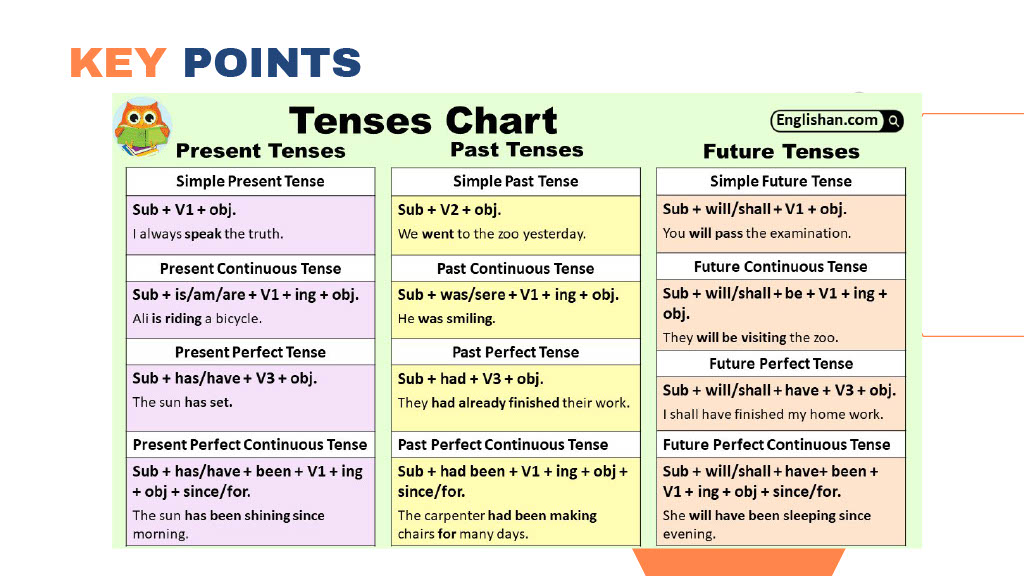 KEY POINTS
Tenses Chart
Englishan.com
Present Tenses
Past Tenses
Future Tenses
Simple Present Tense
Sub + V1 + obj.
I always speak the truth.
Present Continuous Tense
Sub + is/am/are + V1 + ing + obj.
Ali is riding a bicycle.
Present Perfect Tense
Sub + has/have + V3 + obj.
The sun has set.
Present Perfect Continuous Tense
Sub + has/have + been + V1 + ing
+ obj + since/for.
The sun has been shining since
morning.
Simple Past Tense
Sub + V2 + obj.
We went to the zoo yesterday.
Past Continuous Tense
Sub + was/sere + V1 + ing + obj.
He was smiling.
Past Perfect Tense
Sub + had + V3 + obj.
They had already finished their work.
Past Perfect Continuous Tense
Sub + had been + V1 + ing + obj +
since/for.
The carpenter had been making
chairs for many days.
Simple Future Tense
Sub + will/shall + V1 + obj.
You will pass the examination.
Future Continuous Tense
Sub + will/shall + be + V1 + ing +
obj.
They will be visiting the zoo.
Future Perfect Tense
Sub + will/shall + have + V3 + obj.
I shall have finished my home work.
Future Perfect Continuous Tense
Sub + will/shall + have+ been +
V1 + ing + obj + since/for.
She will have been sleeping since
evening.